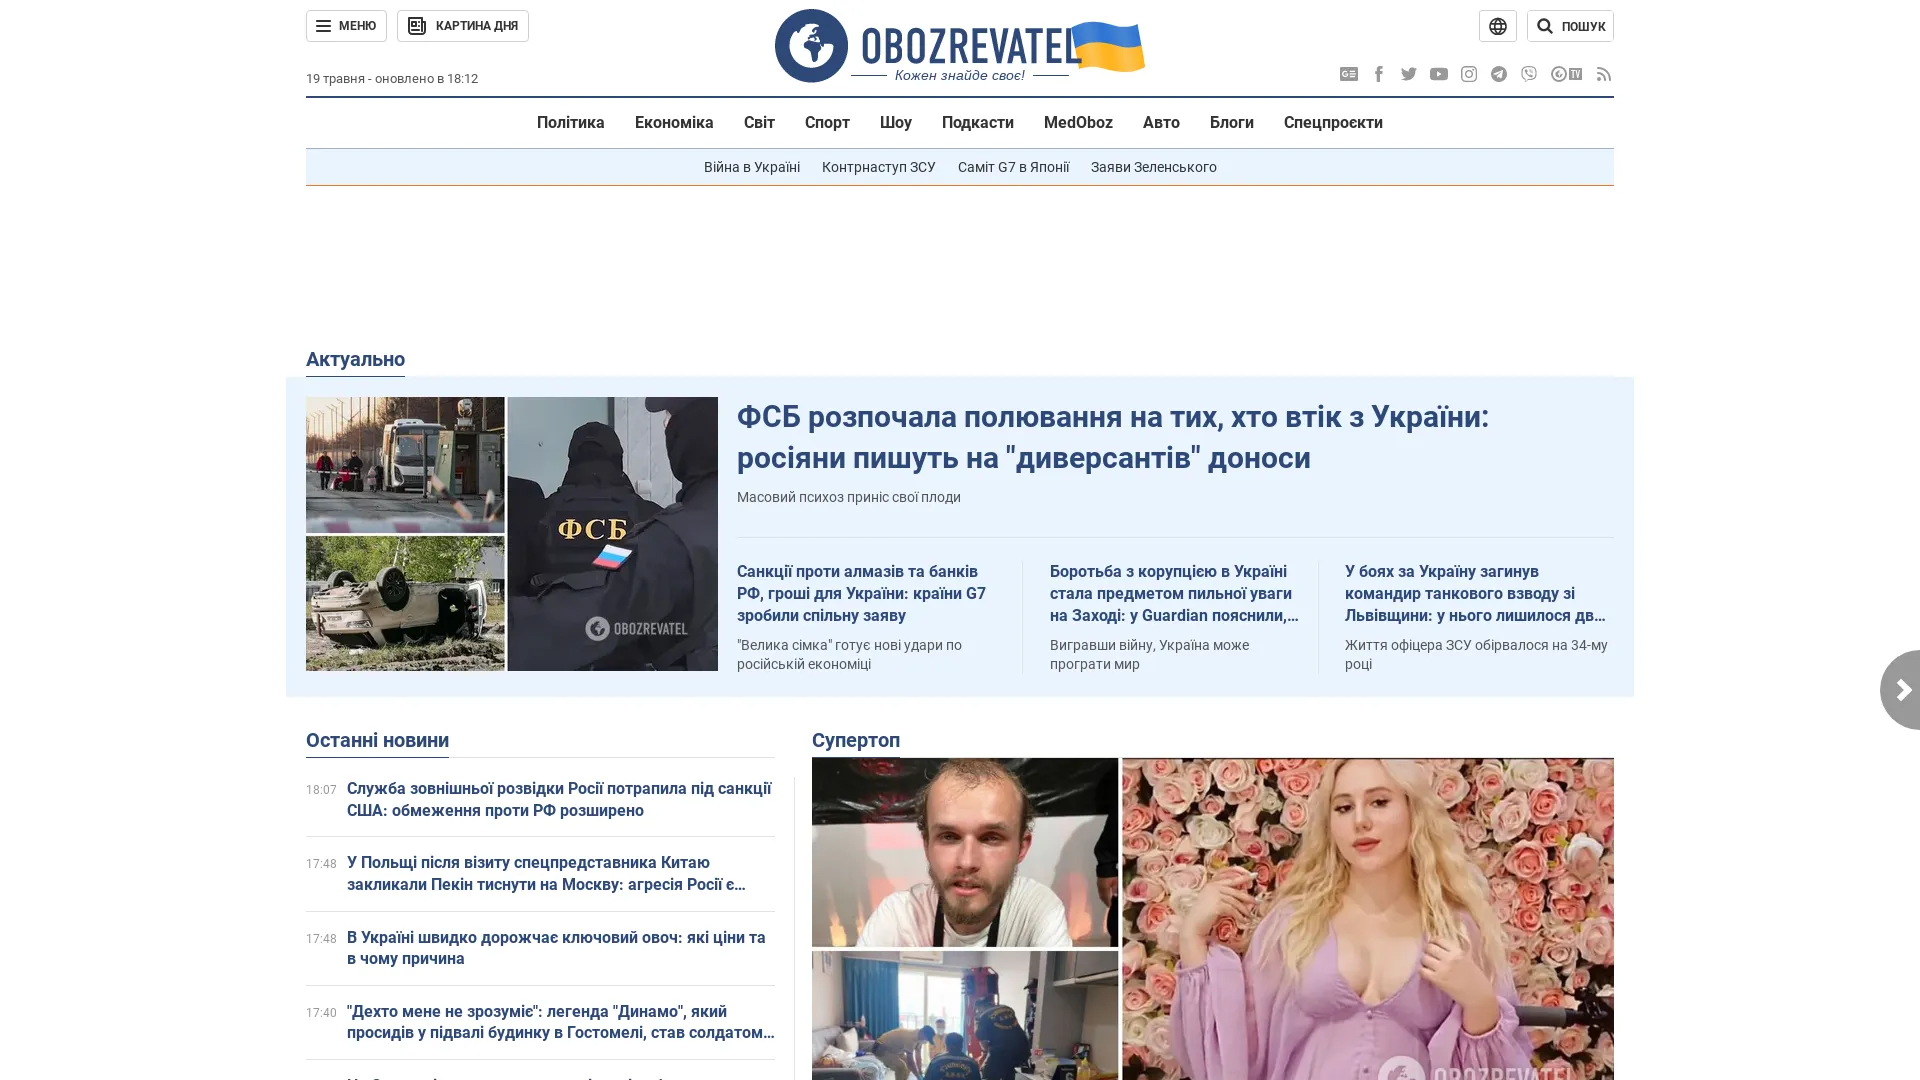 МЕНЮ
КАРТИНА ДНЯ
OBOZREVATEL
Кожен знайде своє!
ПОШУК
19 травня - оновлено в 18:12
GE
TV
Політика Економіка Світ Спорт Шоу Подкасти MedOboz Авто Блоги Спецпроєкти
Війна в Україні Контрнаступ ЗСУ Саміт G7 в Японії Заяви Зеленського
Актуально
ФСБ
OBOZREVATEL
ФСБ розпочала полювання на тих, хто втік з України:
росіяни пишуть на "диверсантів" доноси
Масовий психоз приніс свої плоди
Санкції проти алмазів та банків
РФ, гроші для України: країни G7
зробили спільну заяву
"Велика сімка" готує нові удари по
російській економіці
Боротьба з корупцією в Україні
стала предметом пильної уваги
на Заході: у Guardian пояснили,…
Вигравши війну, Україна може
програти мир
У боях за Україну загинув
командир танкового взводу зі
Львівщини: у нього лишилося дв…
Життя офіцера ЗСУ обірвалося на 34-му
році
Останні новини
18:07 Служба зовнішньої розвідки Росії потрапила під санкції
США: обмеження проти РФ розширено
17:48 У Польщі після візиту спецпредставника Китаю
закликали Пекін тиснути на Москву: агресія Росії є…
17:48 В Україні швидко дорожчає ключовий овоч: які ціни та
в чому причина
17:40 "Дехто мене не зрозуміє": легенда "Динамо", який
просидів у підвалі будинку в Гостомелі, став солдатом…
Супертоп
OBOZREVATEL